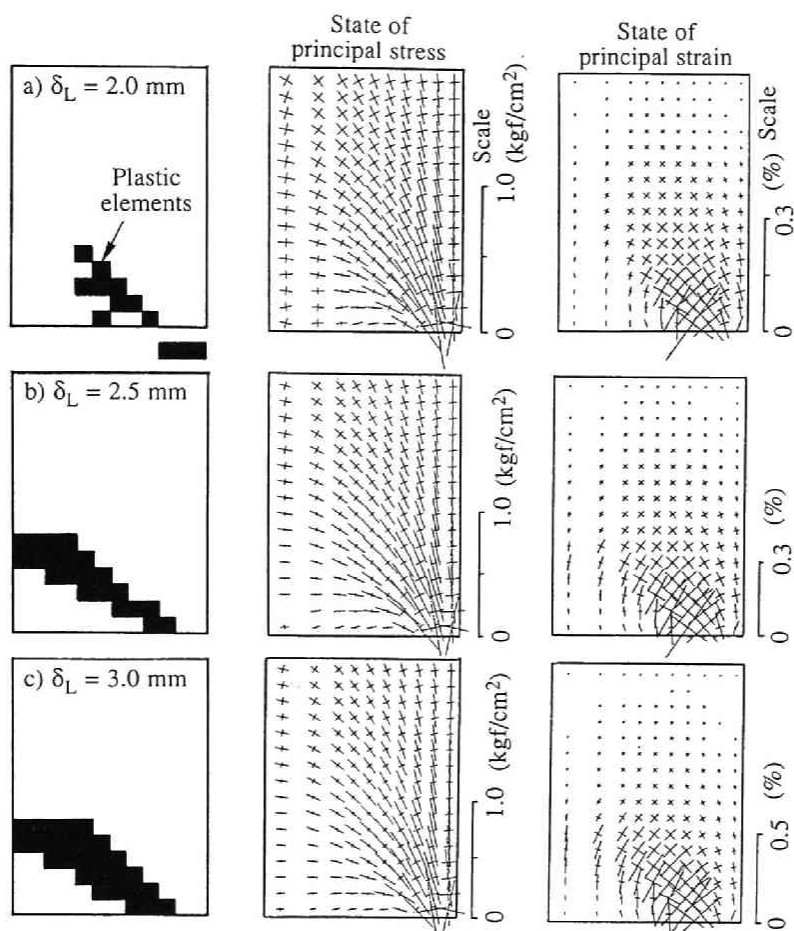 State of
principal stress
State of
principal strain
a) δL = 2.0 mm
Plastic
elements
Scale
(kgf/cm²)
1.0
0
Scale
(%)
0.3
0
b) δL = 2.5 mm
1.0 (kgf/cm²)
0
(%)
0.3
0
c) δL = 3.0 mm
1.0 (kgf/cm²)
0
(%)
0.5
0